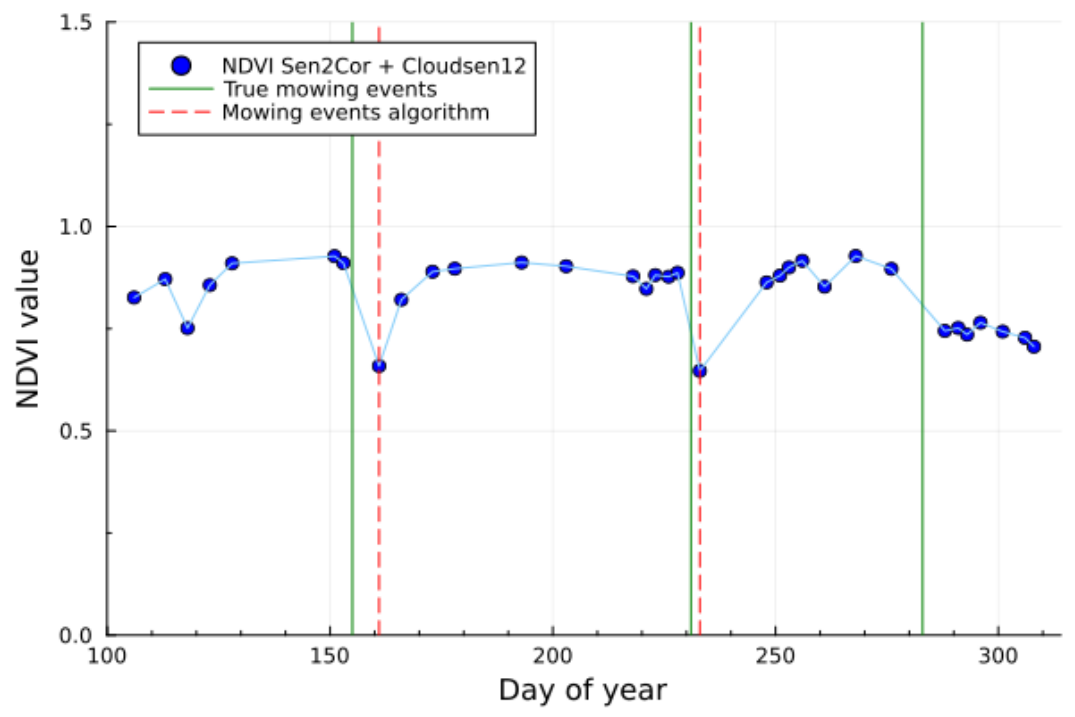 1.5
NDVI Sen2Cor + Cloudsen12
True mowing events
Mowing events algorithm
1.0
NDVI value
0.5
0.0
100 150 200 250 300
Day of year